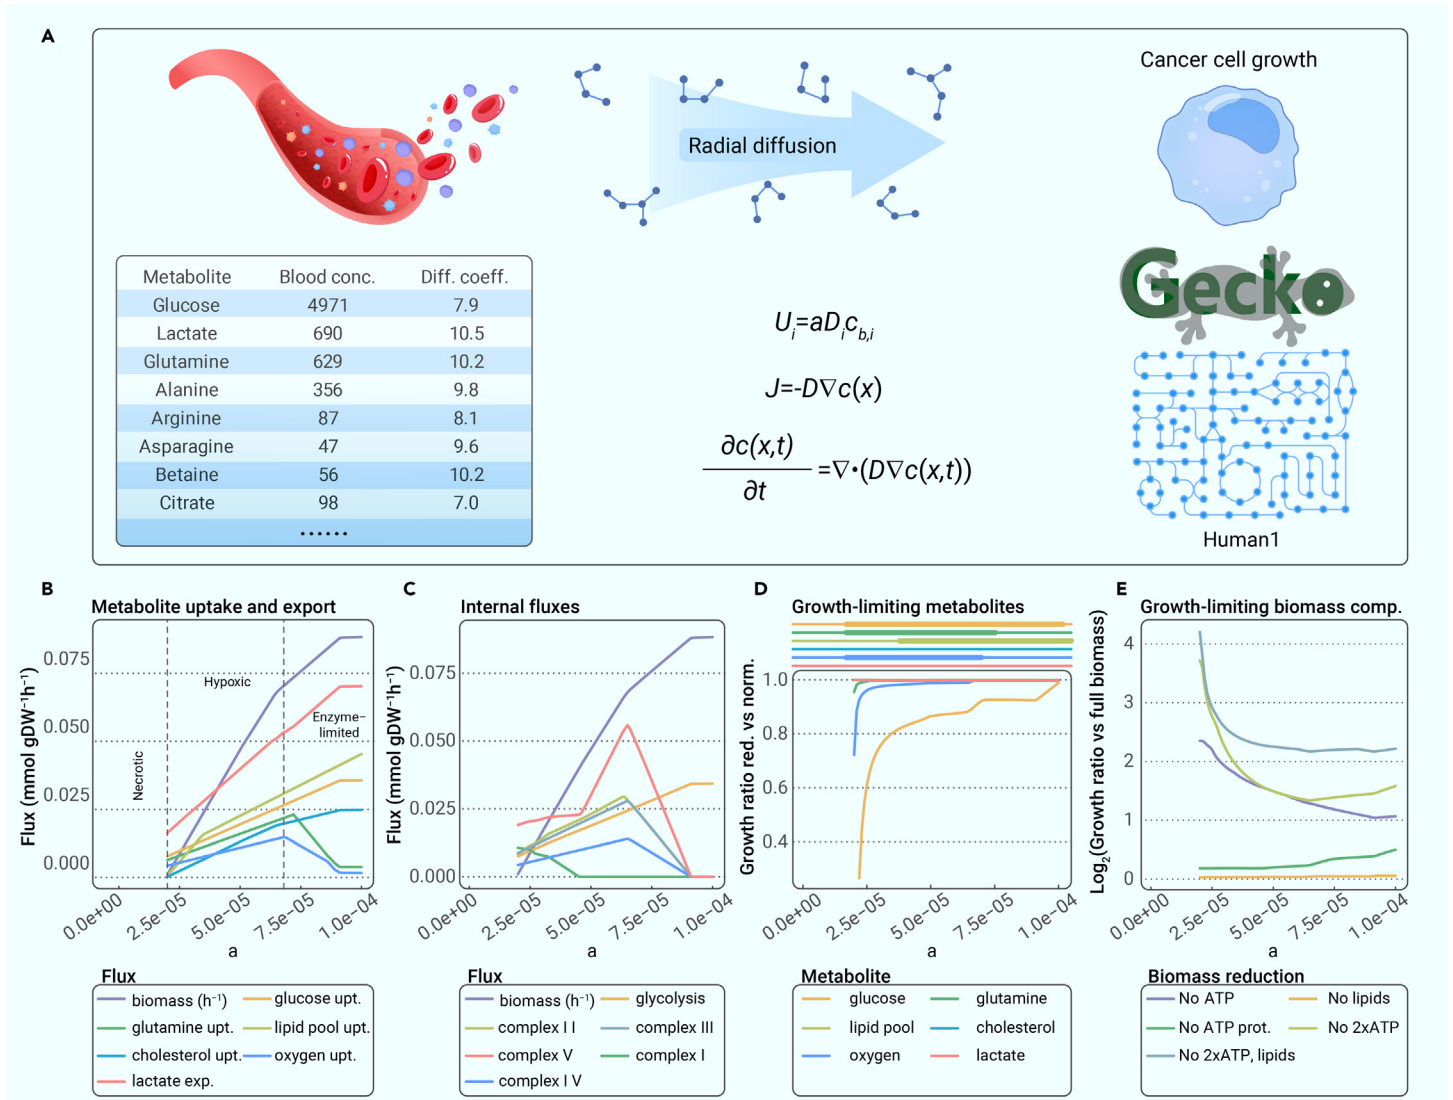 A
Cancer cell growth
Radial diffusion
Metabolite Blood conc. Diff. coeff.
Glucose 4971 7.9
Lactate 690 10.5
Glutamine 629 10.2
Alanine 356 9.8
Arginine 87 8.1
Asparagine 47 9.6
Betaine 56 10.2
Citrate 98 7.0
......
U_i=aD_ic_{b,i}
J=-D∇c(x)
∂c(x,t)
∂t
=∇•(D∇c(x,t))
Gecko
Human1
B
Metabolite uptake and export
Flux (mmol gDW⁻¹h⁻¹)
0.075
0.050
0.025
0.000
Hypoxic
Enzyme-
limited
Necrotic
0.0e+00 2.5e-05 5.0e-05 7.5e-05 1.0e-04
a
Flux
biomass (h⁻¹) glucose upt.
glutamine upt. lipid pool upt.
cholesterol upt. oxygen upt.
lactate exp.
C
Internal fluxes
Flux (mmol gDW⁻¹h⁻¹)
0.075
0.050
0.025
0.000
0.0e+00 2.5e-05 5.0e-05 7.5e-05 1.0e-04
a
Flux
biomass (h⁻¹) glycolysis
complex I I complex III
complex V complex I
complex I V
D
Growth-limiting metabolites
Growth ratio red. vs norm.
1.0
0.8
0.6
0.4
0.0e+00 2.5e-05 5.0e-05 7.5e-05 1.0e-04
a
Metabolite
glucose glutamine
lipid pool cholesterol
oxygen lactate
E
Growth-limiting biomass comp.
Log₂(Growth ratio vs full biomass)
4
3
2
1
0
0.0e+00 2.5e-05 5.0e-05 7.5e-05 1.0e-04
a
Biomass reduction
No ATP No lipids
No ATP prot. No 2xATP
No 2xATP, lipids